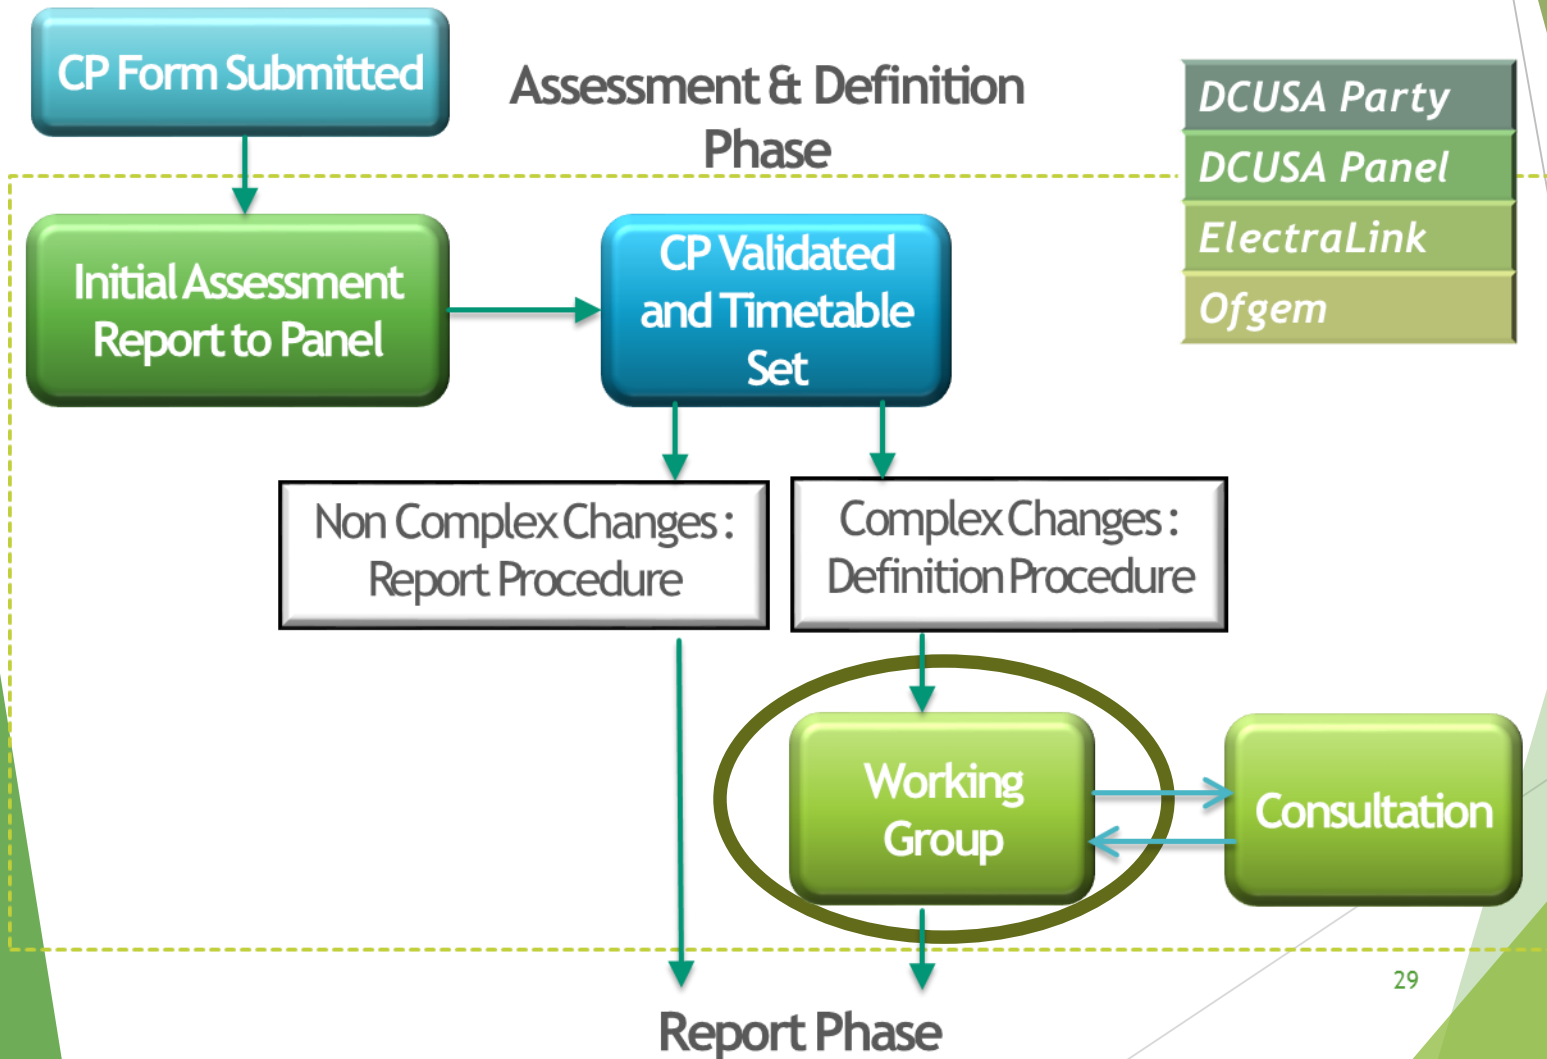 CP Form Submitted
Assessment & Definition
Phase
DCUSA Party
DCUSA Panel
ElectraLink
Ofgem
Initial Assessment
Report to Panel
CP Validated
and Timetable
Set
Non Complex Changes :
Report Procedure
Complex Changes :
Definition Procedure
Working
Group
Consultation
29
Report Phase